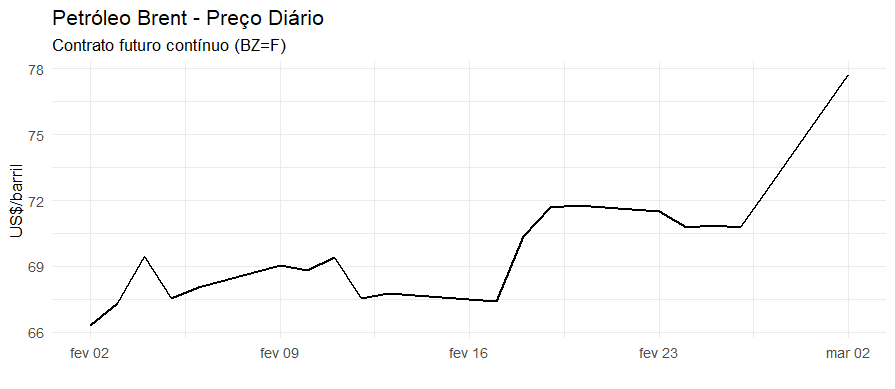 Petróleo Brent - Preço Diário
Contrato futuro contínuo (BZ=F)
US$/barril
78
75
72
69
66
fev 02
fev 09
fev 16
fev 23
mar 02